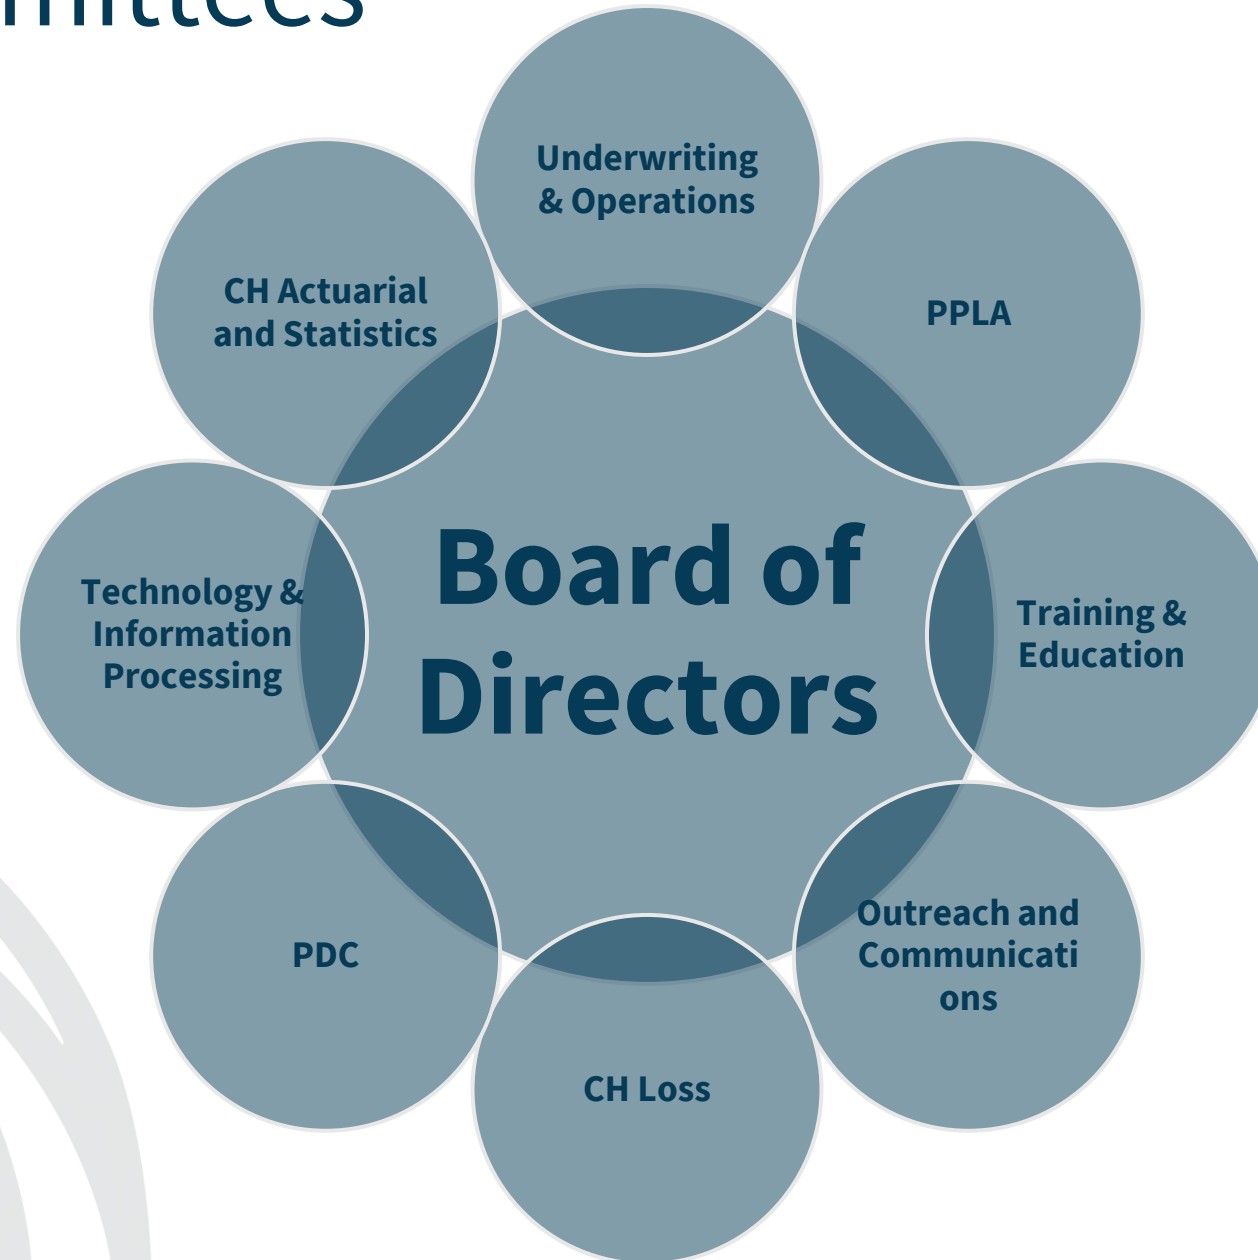 mittees
Underwriting
& Operations
PPLA
Training &
Education
Outreach and
Communicati
ons
CH Loss
PDC
Technology &
Information
Processing
CH Actuarial
and Statistics
Board of
Directors